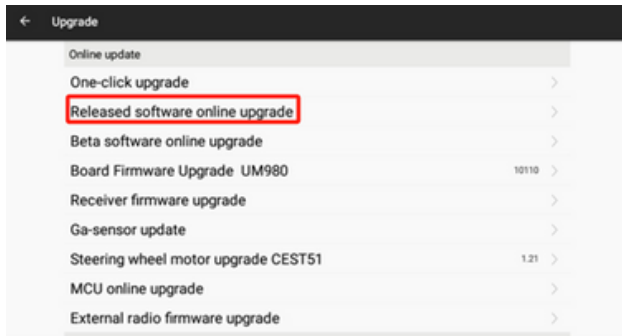 Upgrade
Online update
One-click upgrade
Released software online upgrade
Beta software online upgrade
Board Firmware Upgrade UM980 10110
Receiver firmware upgrade
Ga-sensor update
Steering wheel motor upgrade CEST51 1.21
MCU online upgrade
External radio firmware upgrade